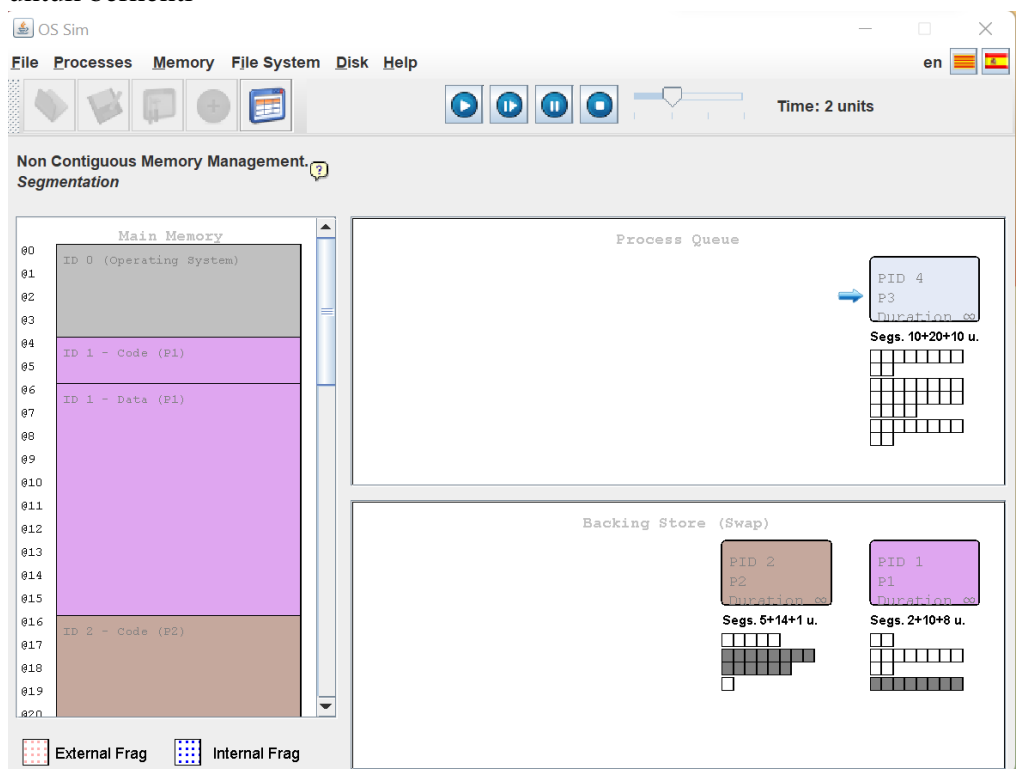 OS Sim
File Processes Memory File System Disk Help
en
Time: 2 units
Non Contiguous Memory Management.
Segmentation
Main Memory
@0
ID 0 (Operating System)
@1
@2
@3
@4
ID 1 - Code (P1)
@5
@6
ID 1 - Data (P1)
@7
@8
@9
@10
@11
@12
@13
@14
@15
@16
ID 2 - Code (P2)
@17
@18
@19
@20
External Frag
Internal Frag
Process Queue
PID 4
P3
Duration ∞
Segs. 10+20+10 u.
Backing Store (Swap)
PID 2
P2
Duration ∞
Segs. 5+14+1 u.
PID 1
P1
Duration ∞
Segs. 2+10+8 u.